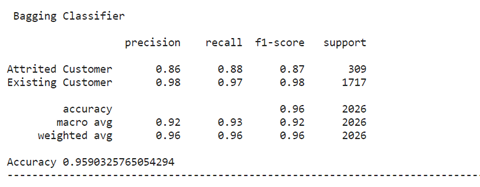 Bagging Classifier
precision recall f1-score support
Attrited Customer 0.86 0.88 0.87 309
Existing Customer 0.98 0.97 0.98 1717
accuracy 0.96 2026
macro avg 0.92 0.93 0.92 2026
weighted avg 0.96 0.96 0.96 2026
Accuracy 0.9590325765054294
--------------------------------------------------------------------------------